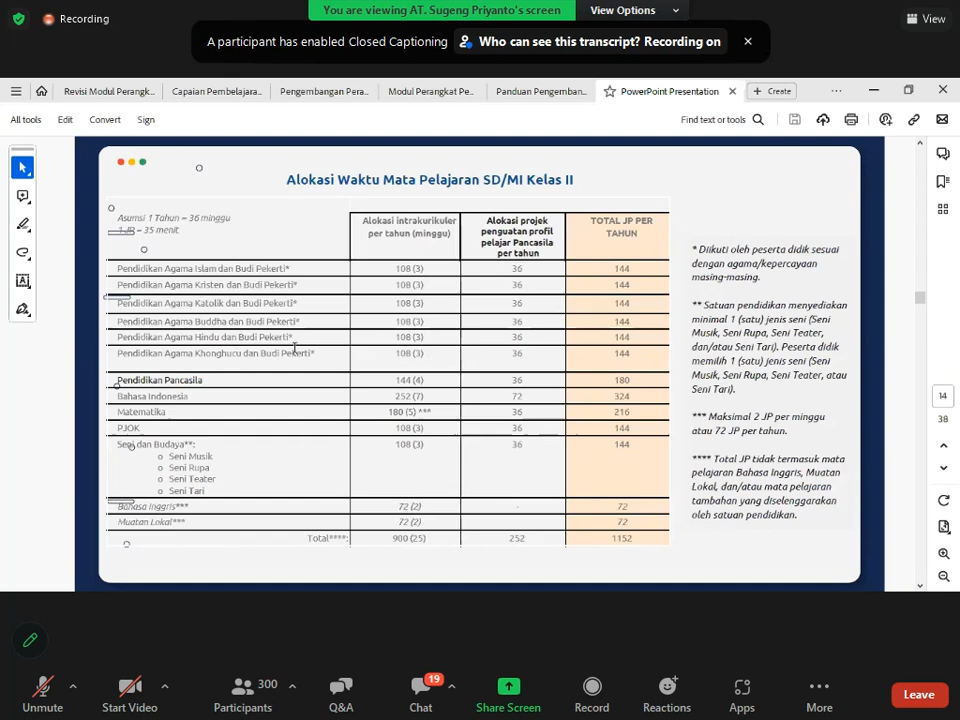 You are viewing AT. Sugeng Priyanto's screen
View Options
Recording
View
A participant has enabled Closed Captioning
Who can see this transcript? Recording on
Revisi Modul Perangk...
Capaian Pembelajara...
Pengembangan Pera...
Modul Perangkat Pe...
Panduan Pengemban...
PowerPoint Presentation
Create
All tools
Edit
Convert
Sign
Find text or tools
Alokasi Waktu Mata Pelajaran SD/MI Kelas II
Asumsi 1 Tahun = 36 minggu
1 JP = 35 menit
Alokasi intrakurikuler
per tahun (minggu)
Alokasi projek
penguatan profil
pelajar Pancasila
per tahun
TOTAL JP PER
TAHUN
Pendidikan Agama Islam dan Budi Pekerti* 108 (3) 36 144
Pendidikan Agama Kristen dan Budi Pekerti* 108 (3) 36 144
Pendidikan Agama Katolik dan Budi Pekerti* 108 (3) 36 144
Pendidikan Agama Buddha dan Budi Pekerti* 108 (3) 36 144
Pendidikan Agama Hindu dan Budi Pekerti* 108 (3) 36 144
Pendidikan Agama Khonghucu dan Budi Pekerti* 108 (3) 36 144
Pendidikan Pancasila 144 (4) 36 180
Bahasa Indonesia 252 (7) 72 324
Matematika 180 (5) *** 36 216
PJOK 108 (3) 36 144
Seni dan Budaya**: 108 (3) 36 144
Seni Musik
Seni Rupa
Seni Teater
Seni Tari
Bahasa Inggris*** 72 (2) - 72
Muatan Lokal*** 72 (2) 72
Total****: 900 (25) 252 1152
* Diikuti oleh peserta didik sesuai
dengan agama/kepercayaan
masing-masing.
** Satuan pendidikan menyediakan
minimal 1 (satu) jenis seni (Seni
Musik, Seni Rupa, Seni Teater,
dan/atau Seni Tari). Peserta didik
memilih 1 (satu) jenis seni (Seni
Musik, Seni Rupa, Seni Teater, atau
Seni Tari).
*** Maksimal 2 JP per minggu
atau 72 JP per tahun.
**** Total JP tidak termasuk mata
pelajaran Bahasa Inggris, Muatan
Lokal, dan/atau mata pelajaran
tambahan yang diselenggarakan
oleh satuan pendidikan.
14
38
Unmute
Start Video
300
Participants
Q&A
19
Chat
Share Screen
Record
Reactions
Apps
More
Leave